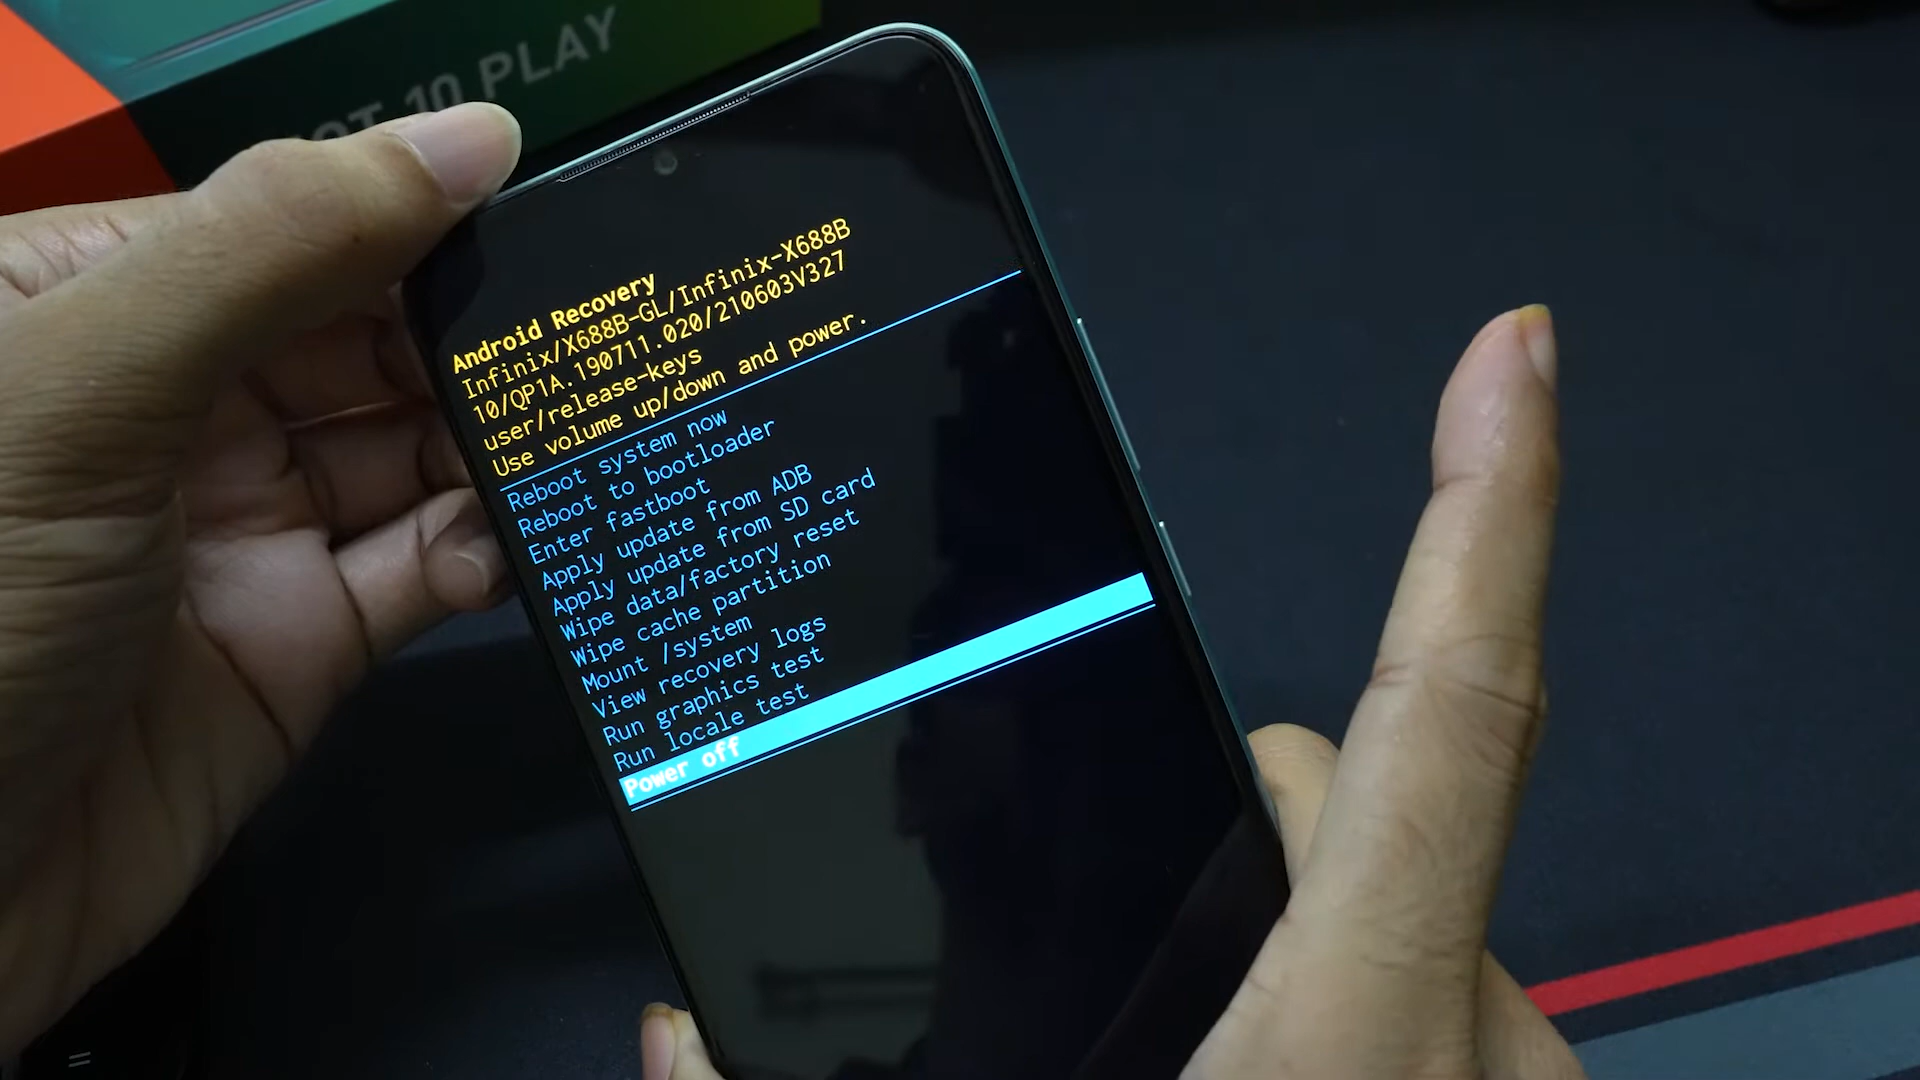 10 PLAY
Android Recovery
Infinix/X688B-GL/Infinix-X688B
10/QP1A.190711.020/210603V327
user/release-keys
Use volume up/down and power.
Reboot system now
Reboot to bootloader
Enter fastboot
Apply update from ADB
Apply update from SD card
Wipe data/factory reset
Wipe cache partition
Mount /system
View recovery logs
Run graphics test
Run locale test
Power off